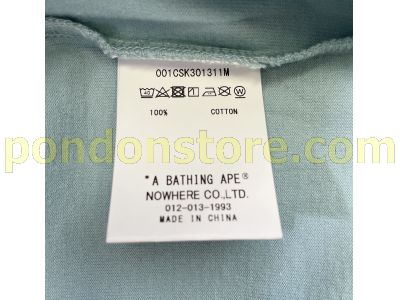 001CSK301311M
100% COTTON
pondonstore.com
"A BATHING APE®
NOWHERE CO.,LTD.
012-013-1993
MADE IN CHINA